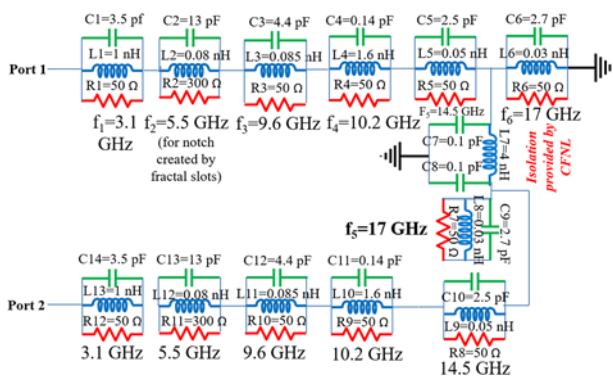 C1=3.5 pf
C2=13 pF
C3=4.4 pF
C4=0.14 pF
C5=2.5 pF
C6=2.7 pF
Port 1
L1=1 nH
L2=0.08 nH
L3=0.085 nH
L4=1.6 nH
L5=0.05 nH
L6=0.03 nH
R1=50 Ω
R2=300 Ω
R3=50 Ω
R4=50 Ω
R5=50 Ω
R6=50 Ω
f₁=3.1
GHz
f₂=5.5 GHz
(for notch
created by
fractal slots)
f₃=9.6 GHz
f₄=10.2 GHz
F₅=14.5 GHz
f₆=17 GHz
C7=0.1 pF
C8=0.1 pF
L7=4 nH
Isolation
provided by
CFNL
f₅=17 GHz
R7=50 Ω
L8=0.03 nH
C9=2.7 pF
C14=3.5 pF
C13=13 pF
C12=4.4 pF
C11=0.14 pF
C10=2.5 pF
Port 2
L13=1 nH
L12=0.08 nH
L11=0.085 nH
L10=1.6 nH
L9=0.05 nH
R12=50 Ω
R11=300 Ω
R10=50 Ω
R9=50 Ω
R8=50 Ω
3.1 GHz
5.5 GHz
9.6 GHz
10.2 GHz
14.5 GHz